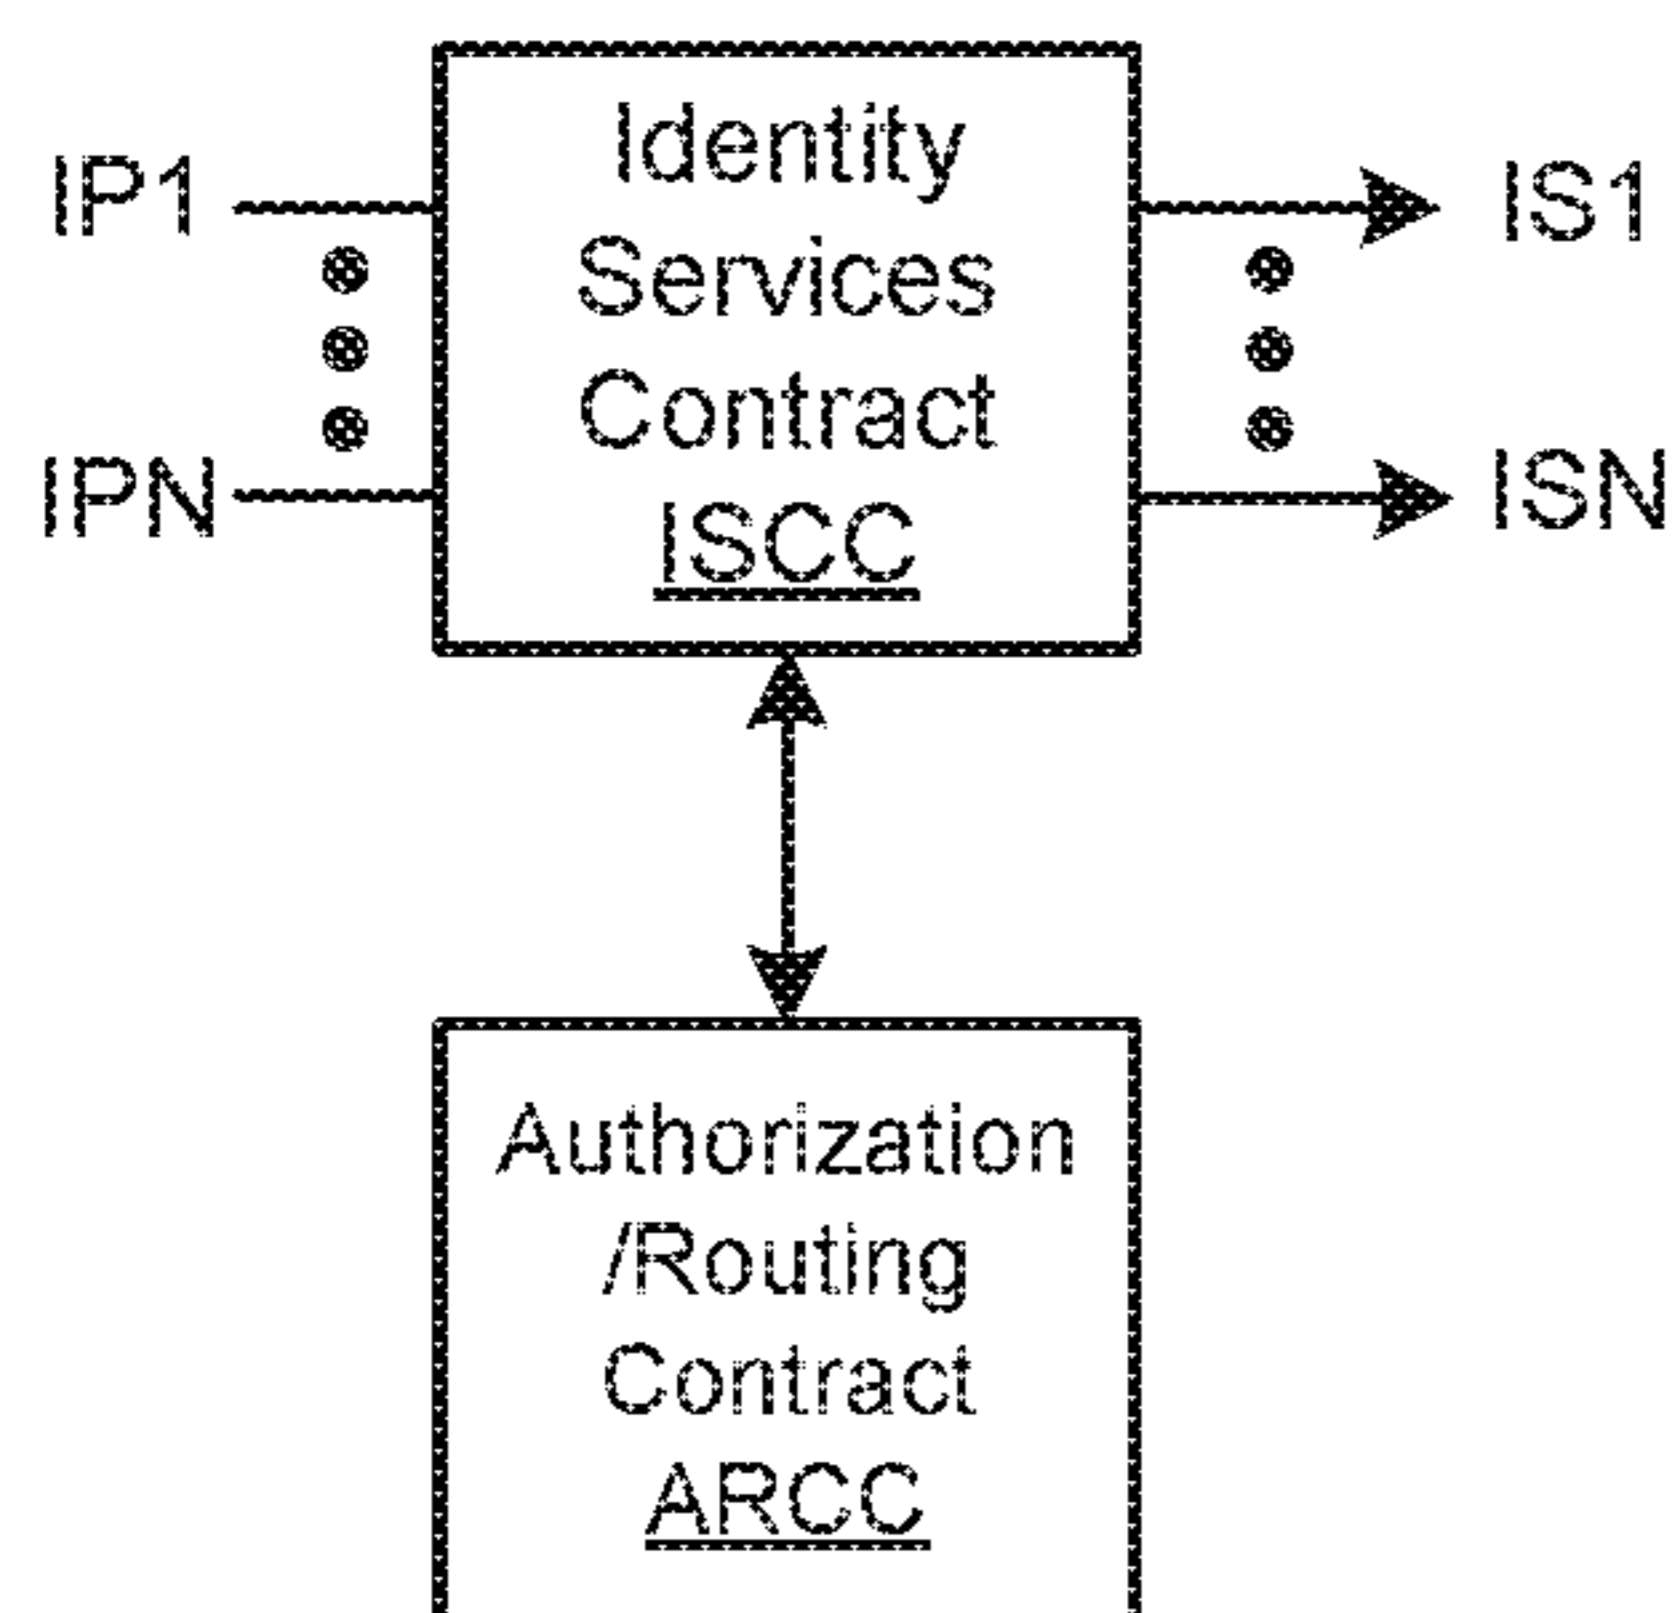 Identity
IP1
IS1
Services
Contract
IPN
ISN
ISCC
Authorization
/Routing
Contract
ARCC